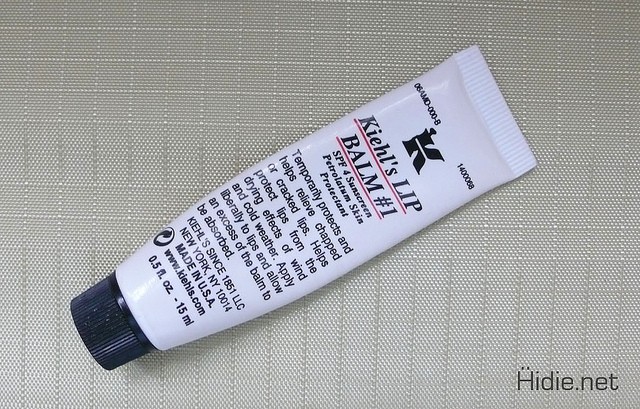 06AMD-000-B
1400068
K
Kiehl's LIP
BALM #1
SPF 4 Sunscreen
Petrolatum Skin
Protectant
Temporarily protects and
helps relieve chapped
or cracked lips. Helps
protect lips from the
drying effects of wind
and cold weather. Apply
liberally to lips and allow
an excess of the balm to
be absorbed.
KIEHL'S SINCE 1851 LLC
NEW YORK, NY 10014
MADE IN U.S.A.
www.kiehls.com
0.5 fl. oz. - 15 ml
Hidie.net